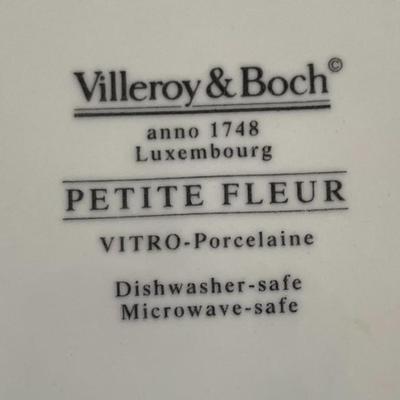 Villeroy & Boch©
anno 1748
Luxembourg
PETITE FLEUR
VITRO-Porcelaine
Dishwasher-safe
Microwave-safe